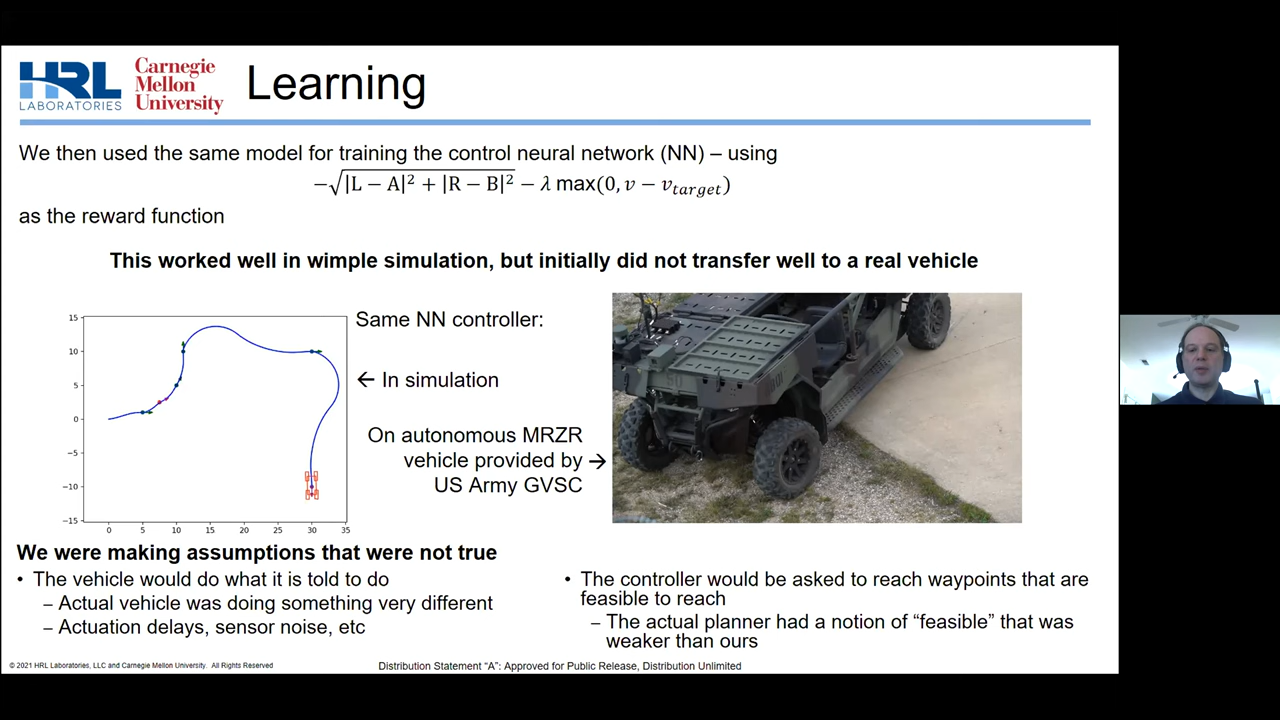 HRL
LABORATORIES
Carnegie
Mellon
University
Learning
We then used the same model for training the control neural network (NN) – using
−√|L − A|² + |R − B|² − λ max(0, v − v_target)
as the reward function
This worked well in wimple simulation, but initially did not transfer well to a real vehicle
15
10
5
0
−5
−10
−15
0 5 10 15 20 25 30 35
Same NN controller:
← In simulation
On autonomous MRZR
vehicle provided by →
US Army GVSC
We were making assumptions that were not true
• The vehicle would do what it is told to do
– Actual vehicle was doing something very different
– Actuation delays, sensor noise, etc
• The controller would be asked to reach waypoints that are
feasible to reach
– The actual planner had a notion of “feasible” that was
weaker than ours
© 2021 HRL Laboratories, LLC and Carnegie Mellon University. All Rights Reserved
Distribution Statement “A”: Approved for Public Release, Distribution Unlimited